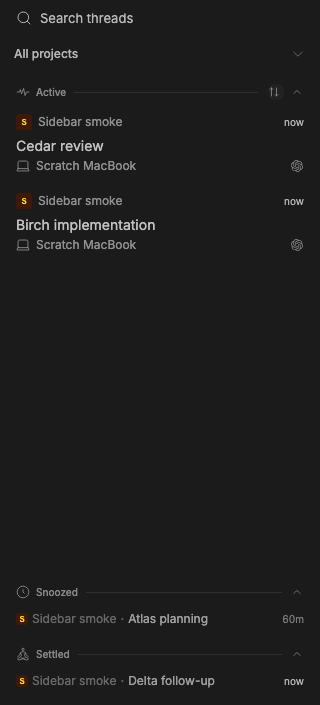 Search threads
All projects
Active
S Sidebar smoke now
Cedar review
Scratch MacBook
S Sidebar smoke now
Birch implementation
Scratch MacBook
Snoozed
S Sidebar smoke · Atlas planning 60m
Settled
S Sidebar smoke · Delta follow-up now